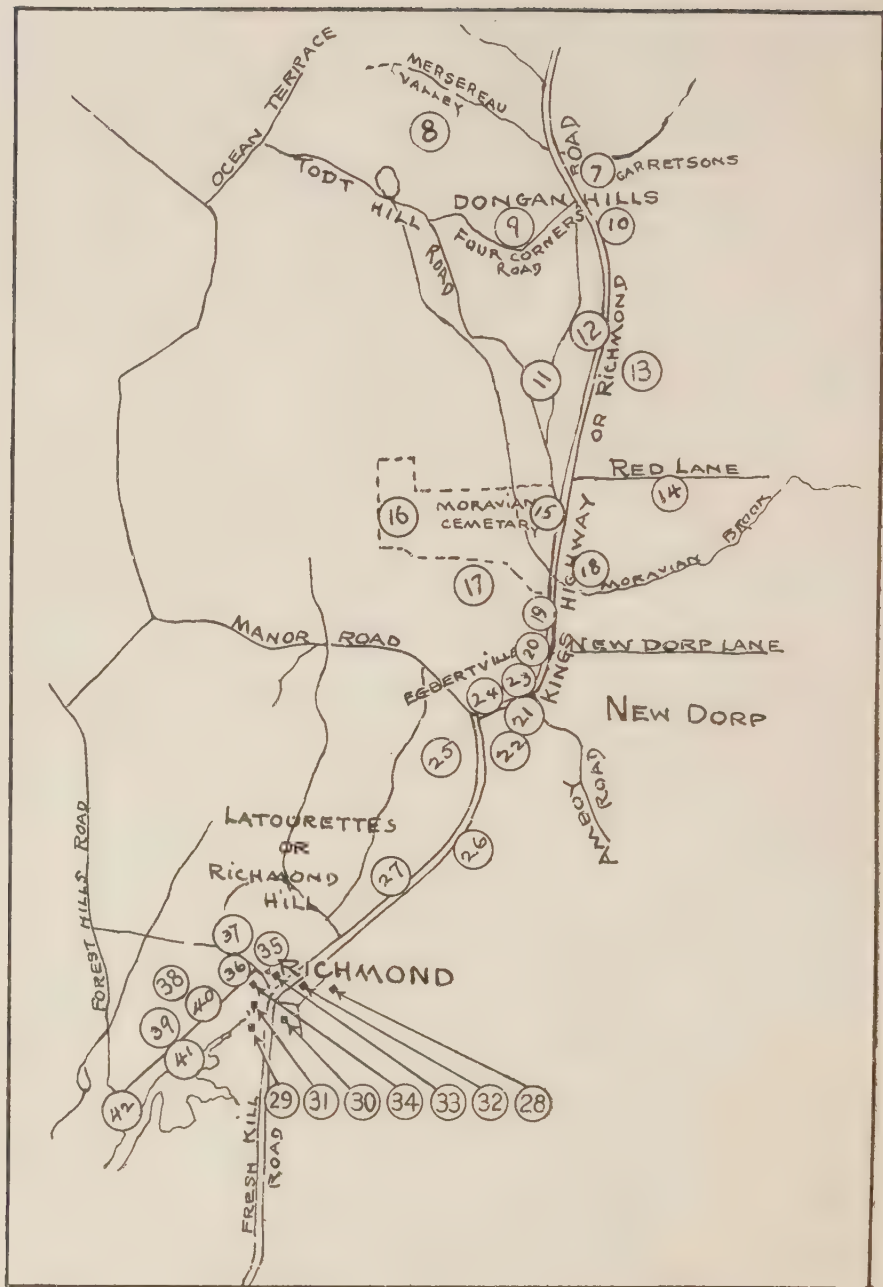 OCEAN TERRACE
MERSEREAU
VALLEY
8
ROAD
7
GARRETSONS
TODT
HILL
ROAD
DONGAN HILLS
9
FOUR CORNERS
ROAD
10
12
11
13
OR RICHMOND
RED LANE
14
16
MORAVIAN
CEMETARY
15
MORAVIAN BROOK
17
18
KINGS HIGHWAY
19
MANOR ROAD
20
NEW DORP LANE
EGBERTVILLE
24
23
21
NEW DORP
25
22
AMBOY
ROAD
LATOURETTES
OR
RICHMOND
HILL
26
27
FOREST HILLS ROAD
37
35
36
RICHMOND
38
40
39
41
42
29 31 30 34 33 32 28
FRESH KILL
ROAD